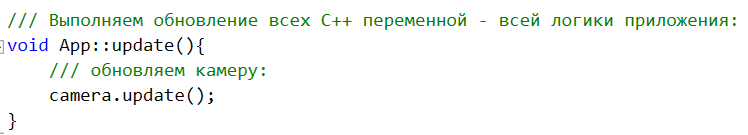 /// Выполняем обновление всех C++ переменной - всей логики приложения:
void App::update(){
/// обновляем камеру:
camera.update();
}